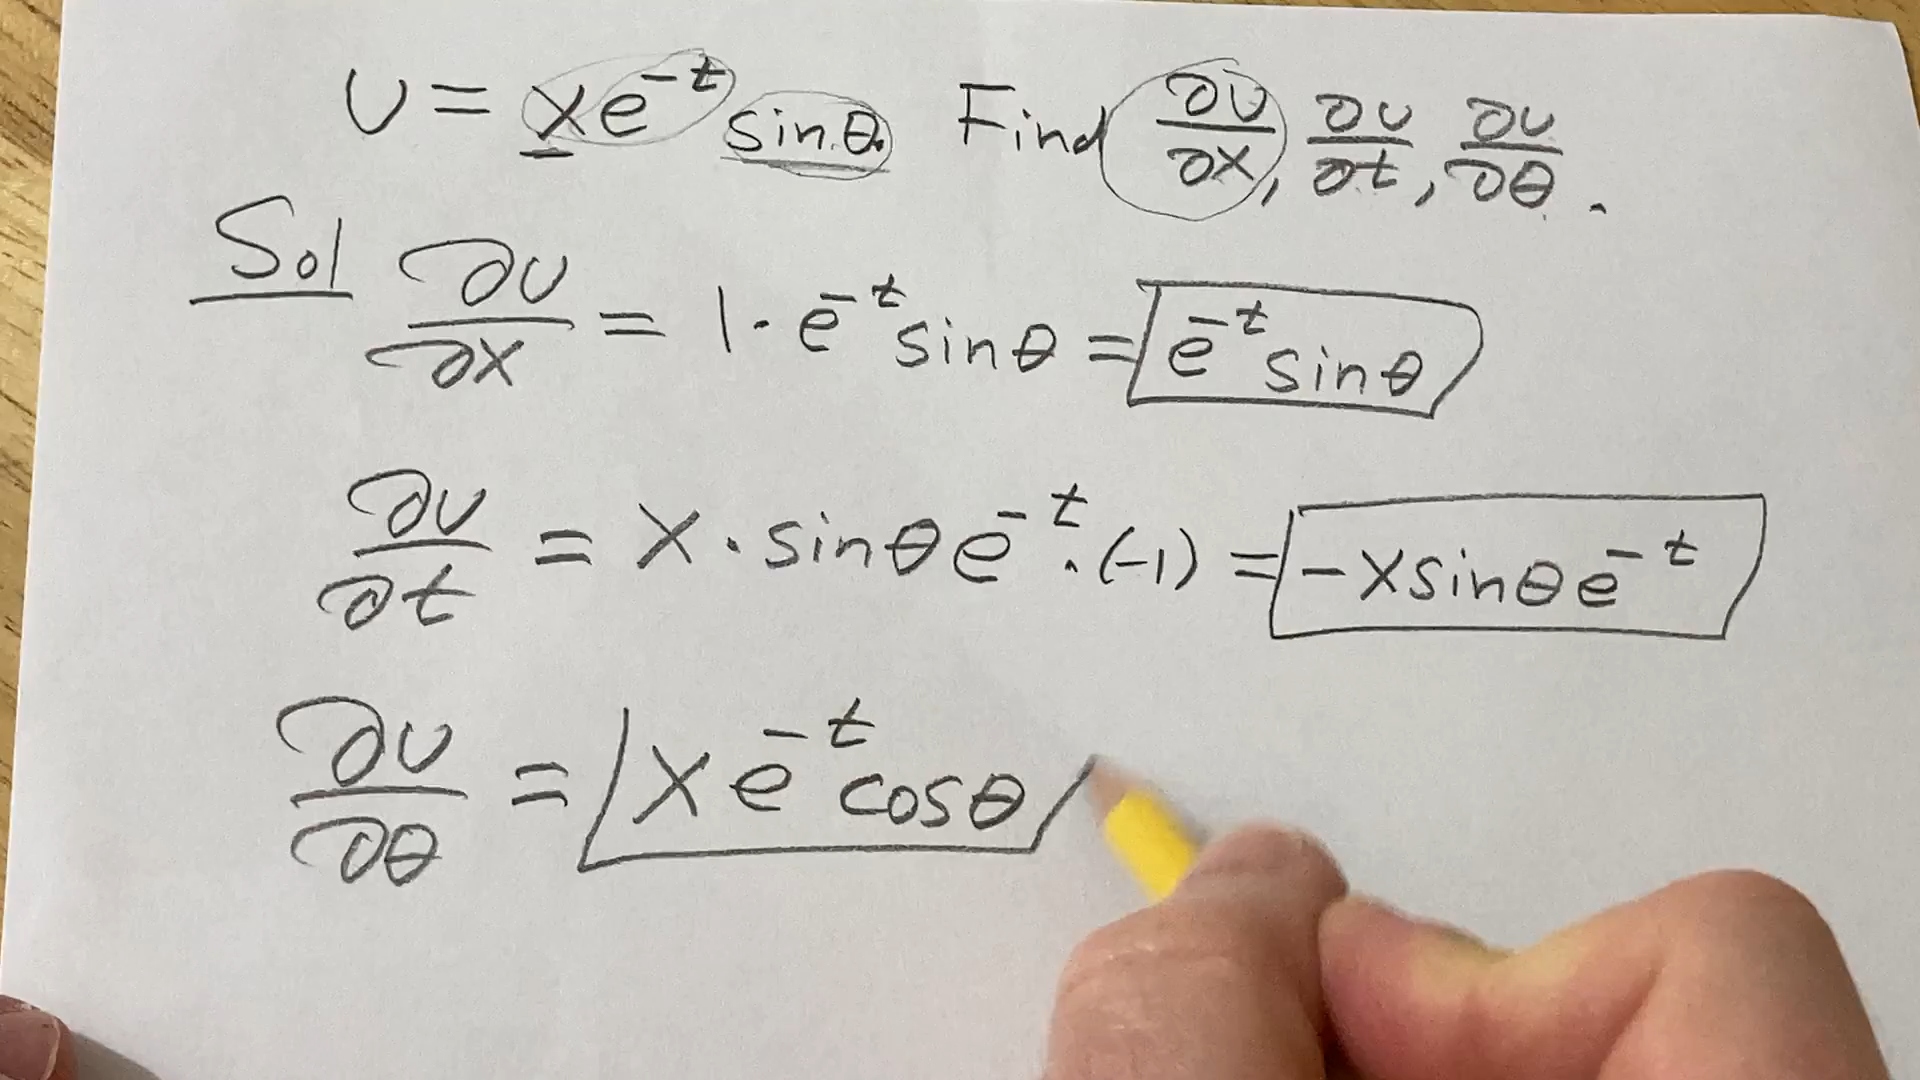 U = xe^{-t} sinθ. Find ∂U/∂x, ∂U/∂t, ∂U/∂θ.
Sol ∂U/∂x = 1·e^{-t} sinθ = e^{-t} sinθ
∂U/∂t = x·sinθ e^{-t}·(-1) = -x sinθ e^{-t}
∂U/∂θ = x e^{-t} cosθ